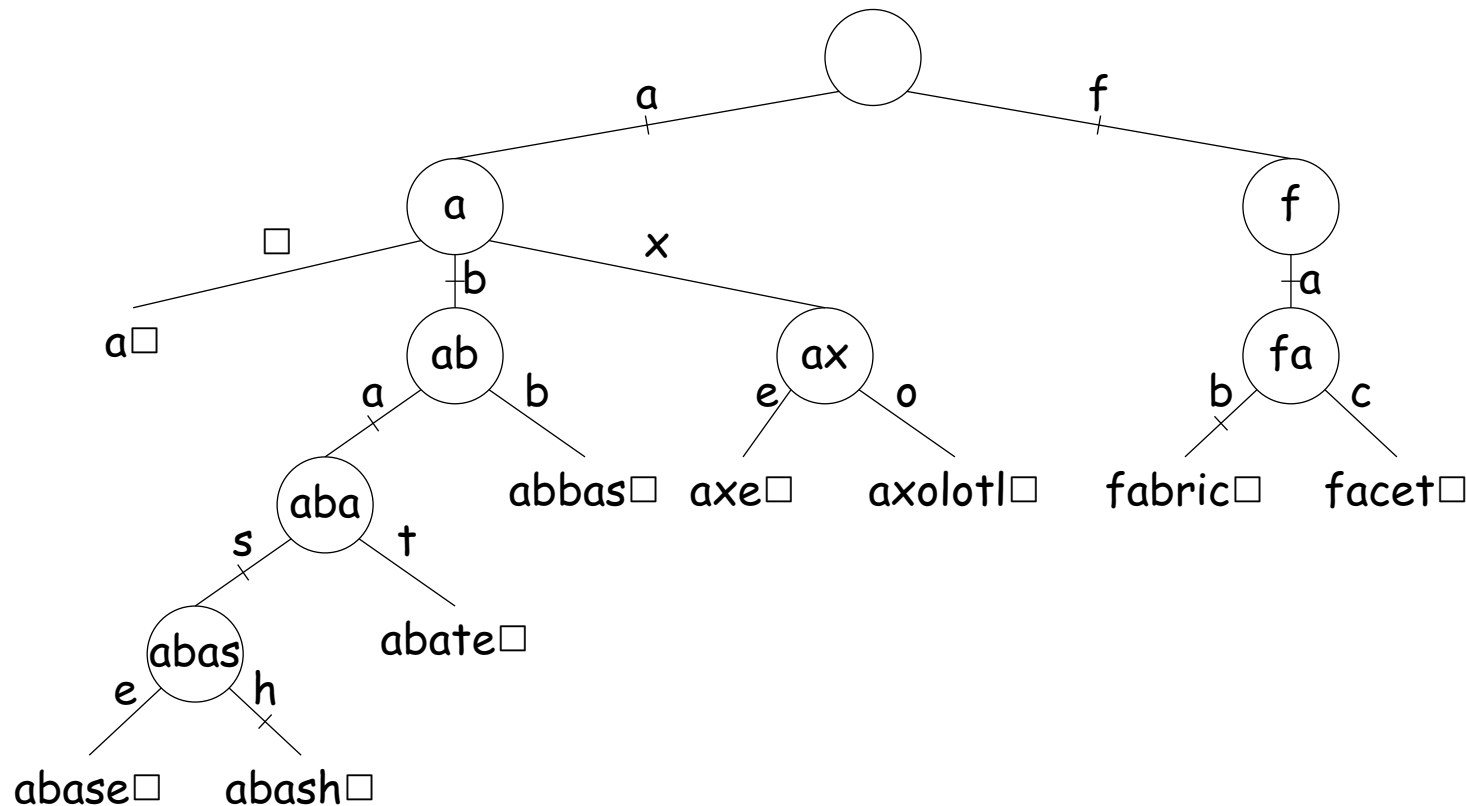 a f
a f
□ x
b a
a□ ab ax fa
a b e o b c
aba abbas□ axe□ axolotl□ fabric□ facet□
s t
abas abate□
e h
abase□ abash□